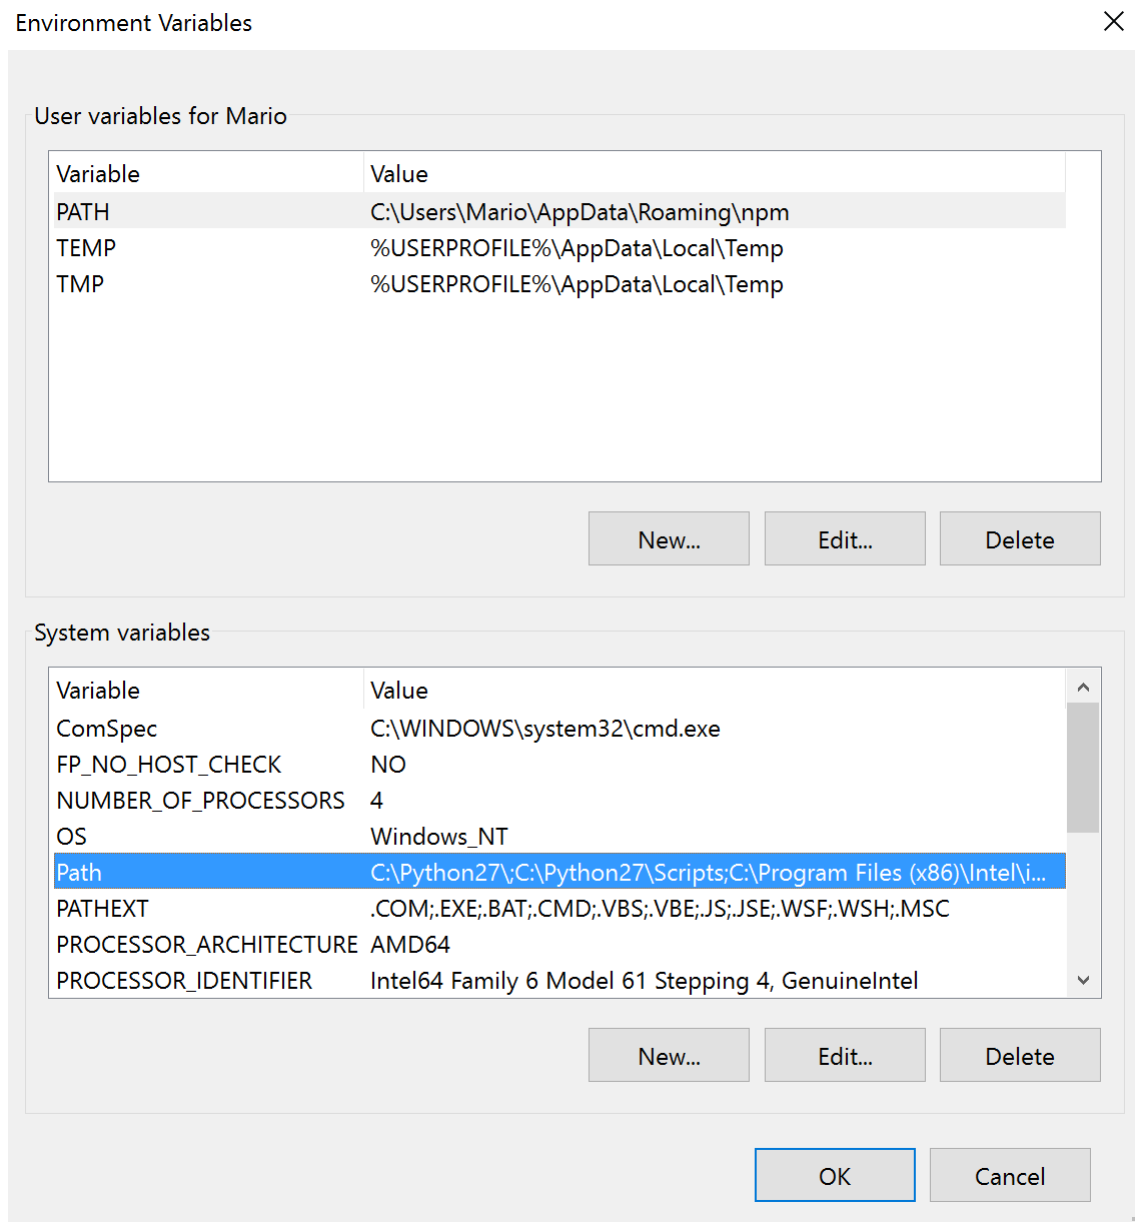 Environment Variables
User variables for Mario
Variable Value
PATH C:\Users\Mario\AppData\Roaming\npm
TEMP %USERPROFILE%\AppData\Local\Temp
TMP %USERPROFILE%\AppData\Local\Temp
New... Edit... Delete
System variables
Variable Value
ComSpec C:\WINDOWS\system32\cmd.exe
FP_NO_HOST_CHECK NO
NUMBER_OF_PROCESSORS 4
OS Windows_NT
Path C:\Python27\;C:\Python27\Scripts;C:\Program Files (x86)\Intel\i...
PATHEXT .COM;.EXE;.BAT;.CMD;.VBS;.VBE;.JS;.JSE;.WSF;.WSH;.MSC
PROCESSOR_ARCHITECTURE AMD64
PROCESSOR_IDENTIFIER Intel64 Family 6 Model 61 Stepping 4, GenuineIntel
New... Edit... Delete
OK Cancel